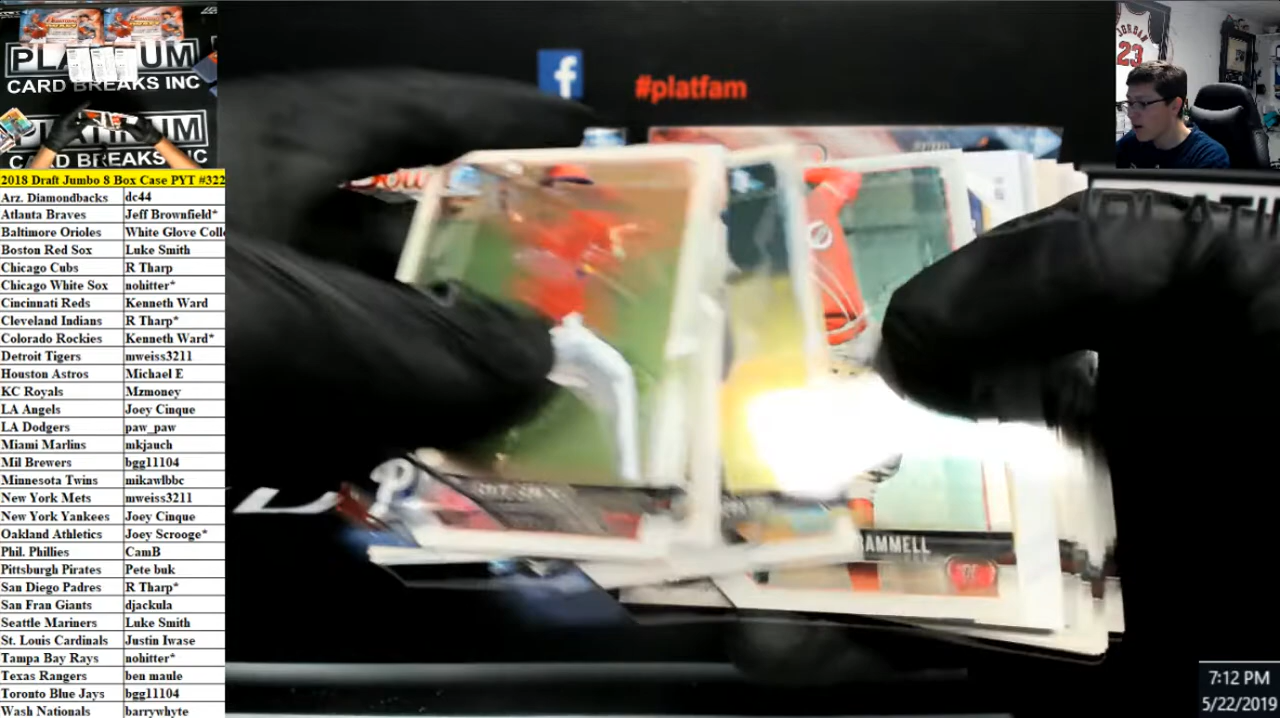 PLATINUM
CARD BREAKS INC
PLATINUM
CARD BREAKS INC
#platfam
JORDAN
23
2018 Draft Jumbo 8 Box Case PYT #322
Arz. Diamondbacks dc44
Atlanta Braves Jeff Brownfield*
Baltimore Orioles White Glove Coll
Boston Red Sox Luke Smith
Chicago Cubs R Tharp
Chicago White Sox nohitter*
Cincinnati Reds Kenneth Ward
Cleveland Indians R Tharp*
Colorado Rockies Kenneth Ward*
Detroit Tigers mweiss3211
Houston Astros Michael E
KC Royals Mzmoney
LA Angels Joey Cinque
LA Dodgers paw_paw
Miami Marlins mkjauch
Mil Brewers bgg11104
Minnesota Twins mikawlbbc
New York Mets mweiss3211
New York Yankees Joey Cinque
Oakland Athletics Joey Scrooge*
Phil. Phillies CamB
Pittsburgh Pirates Pete buk
San Diego Padres R Tharp*
San Fran Giants djackula
Seattle Mariners Luke Smith
St. Louis Cardinals Justin Iwase
Tampa Bay Rays nohitter*
Texas Rangers ben maule
Toronto Blue Jays bgg11104
Wash Nationals barrywhyte
PLATI
RAMMELL
7:12 PM
5/22/2019